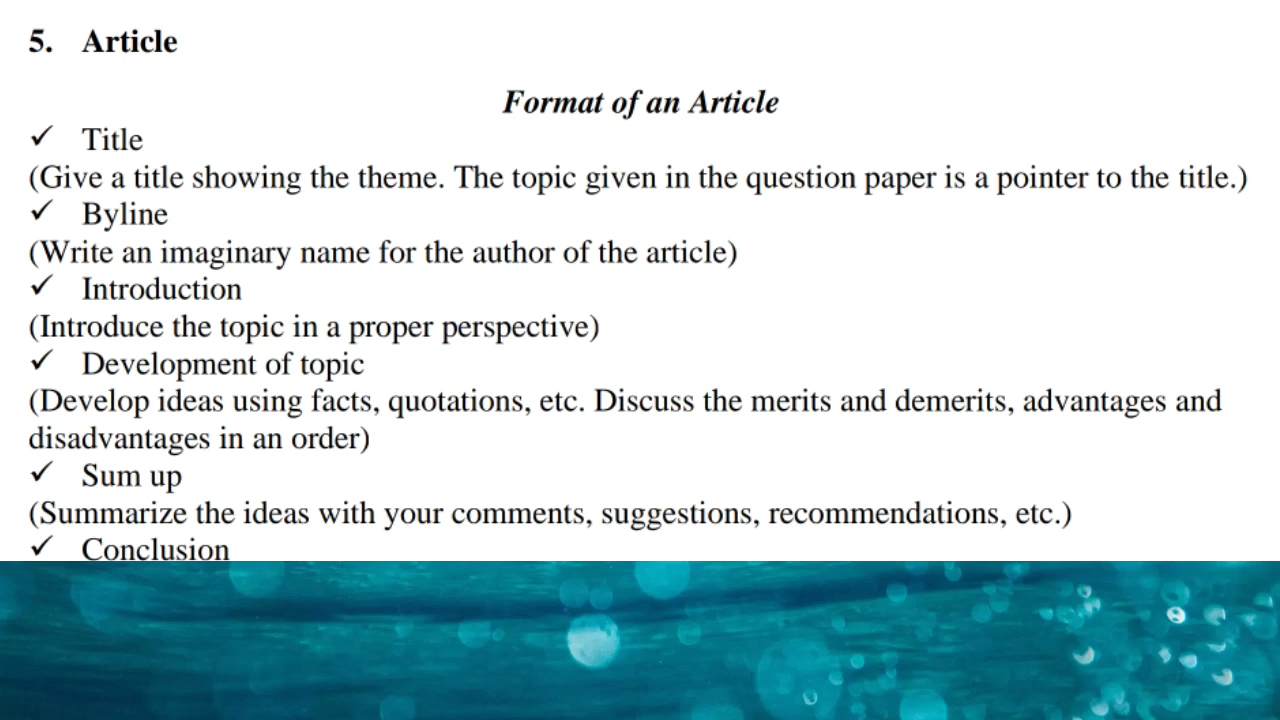 5. Article
Format of an Article
✓ Title
(Give a title showing the theme. The topic given in the question paper is a pointer to the title.)
✓ Byline
(Write an imaginary name for the author of the article)
✓ Introduction
(Introduce the topic in a proper perspective)
✓ Development of topic
(Develop ideas using facts, quotations, etc. Discuss the merits and demerits, advantages and
disadvantages in an order)
✓ Sum up
(Summarize the ideas with your comments, suggestions, recommendations, etc.)
✓ Conclusion